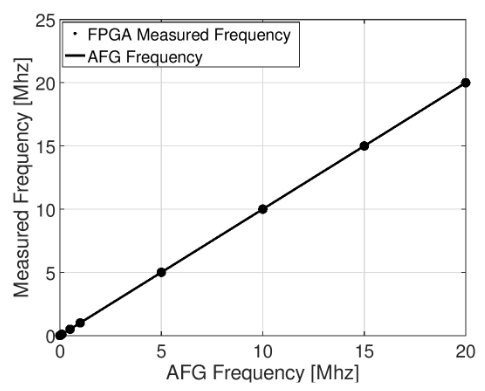 25
20
15
10
5
0
Measured Frequency [Mhz]
FPGA Measured Frequency
AFG Frequency
0
5
10
15
20
AFG Frequency [Mhz]